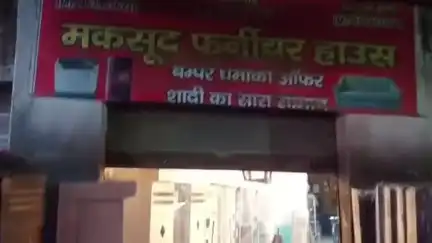 मकसूद फर्नीचर हाउस
बम्पर धमाका ऑफर
शादी का सारा सामान